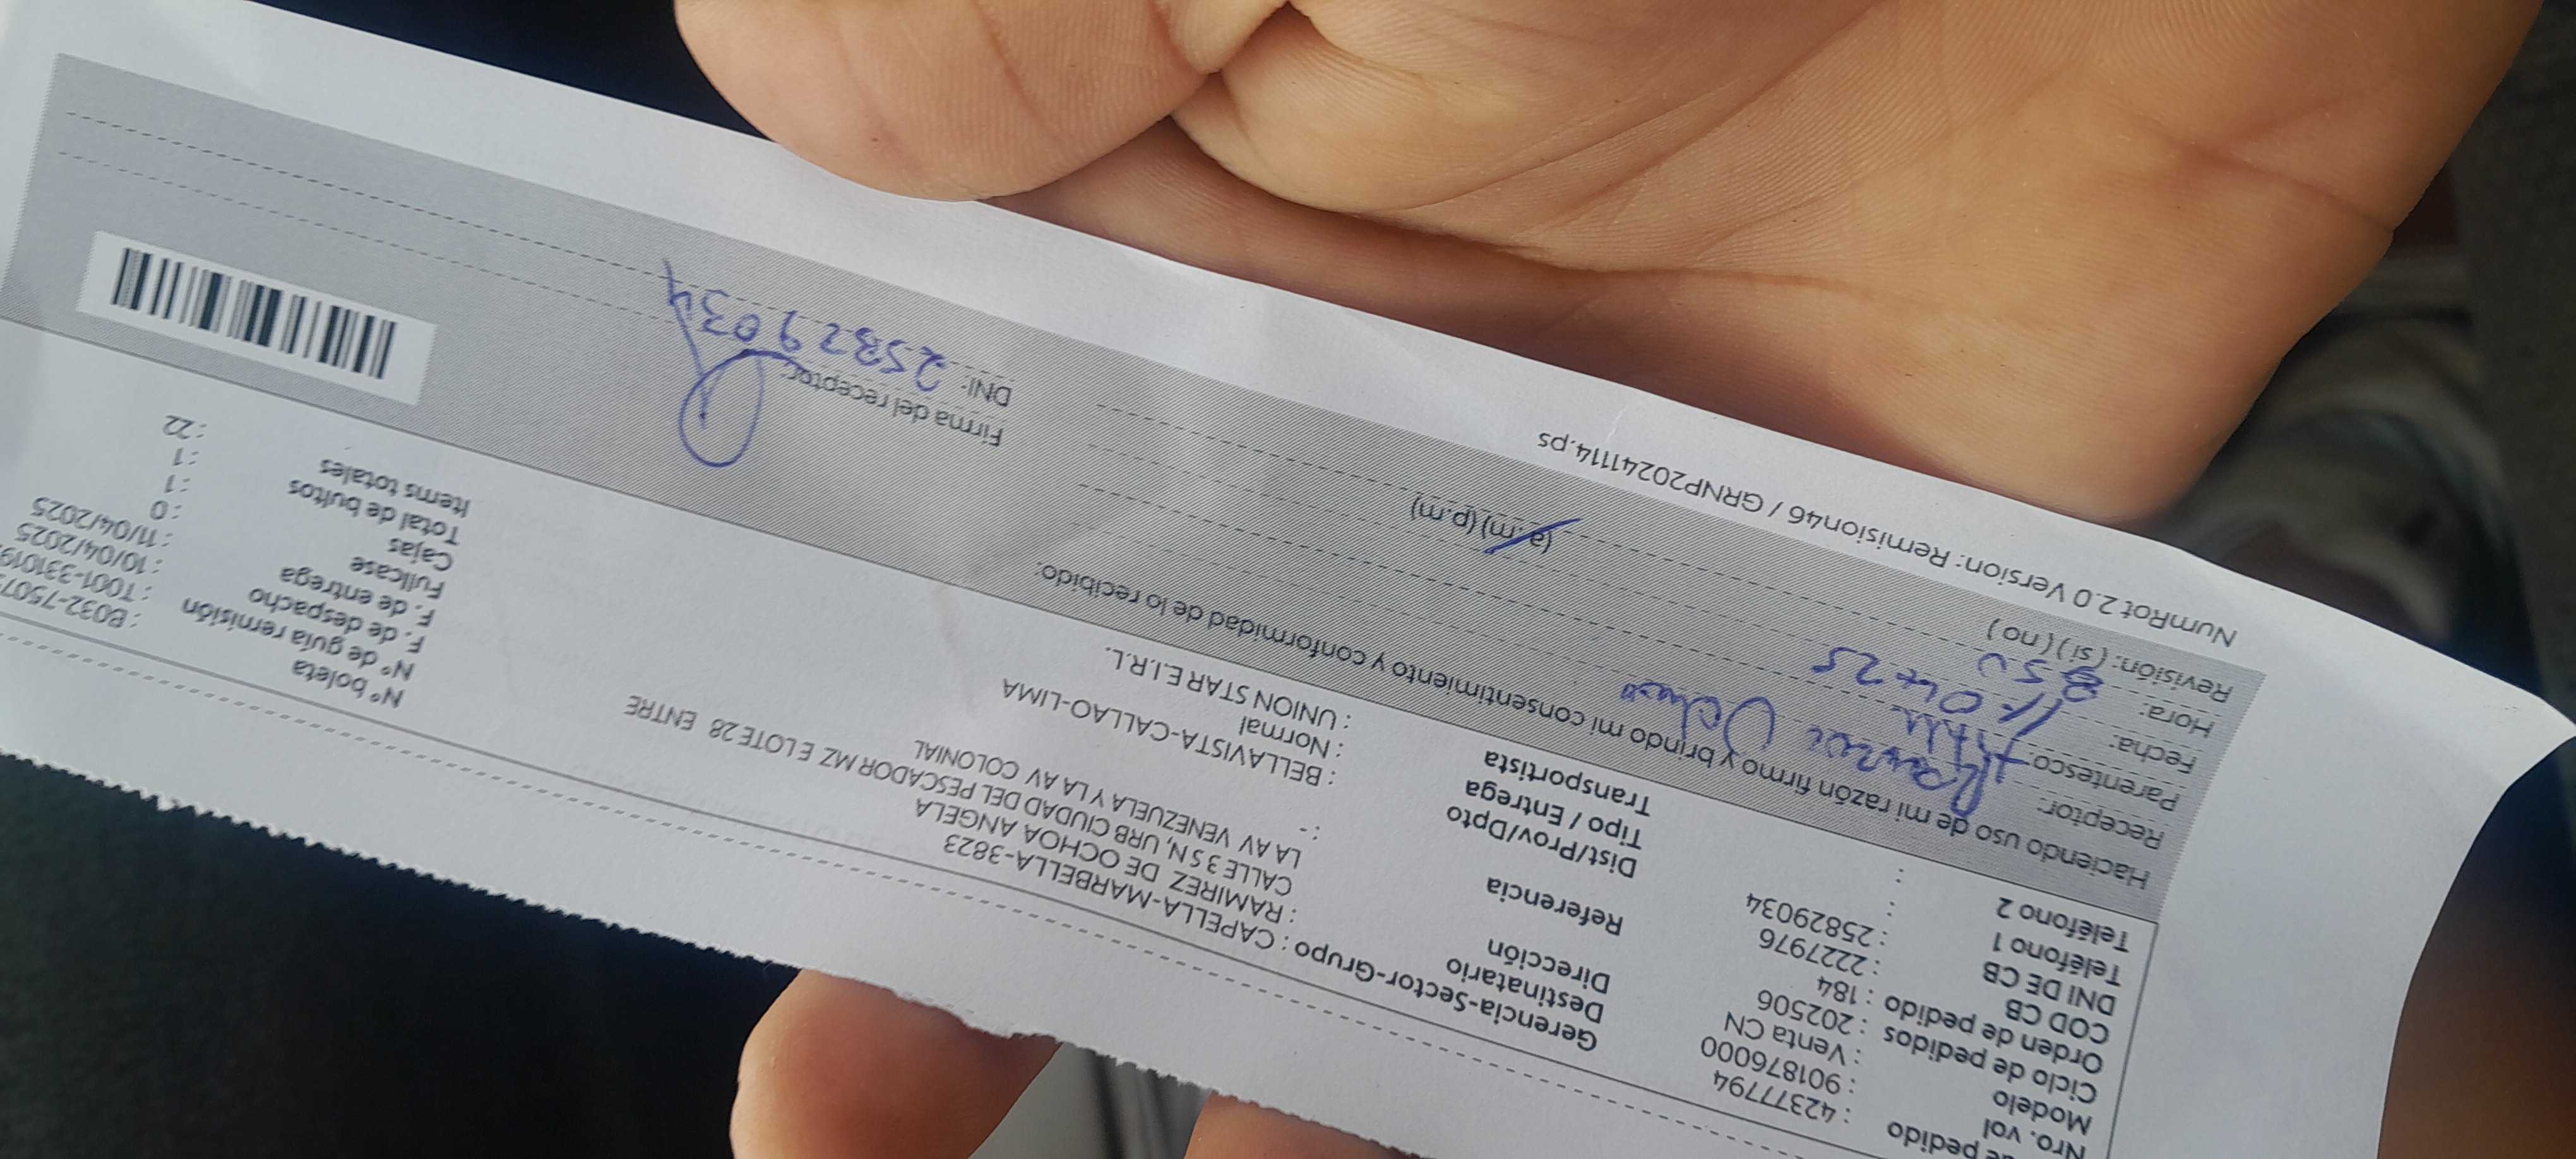 de pedido : 42377794
Nro. vol : 901876000
Modelo : Venta CN
Ciclo de pedidos : 202506
Orden de pedido : 184
COD CB : 2227976
DNI DE CB : 25829034
Teléfono 1 :
Teléfono 2 :
Gerencia-Sector-Grupo : CAPELLA-MARBELLA-3823
Destinatario : RAMIREZ DE OCHOA ANGELA
Dirección : CALLE 3 S N, URB CIUDAD DEL PESCADOR MZ E LOTE 28 ENTRE
LA AV VENEZUELA Y LA AV COLONIAL
Referencia : -
Dist/Prov/Dpto : BELLAVISTA-CALLAO-LIMA
Tipo / Entrega : Normal
Transportista : UNION STAR E.I.R.L.
N° boleta : B032-7507
N° de guía remisión : T001-331019
F. de despacho : 10/04/2025
F. de entrega : 11/04/2025
Fullcase : 0
Cajas : 1
Total de bultos : 1
Items totales : 22
Haciendo uso de mi razón firmo y brindo mi consentimiento y conformidad de lo recibido:
Receptor: Ochoa
Parentesco:
Fecha: 11 04 25
Hora: 8 50 (a.m) (p.m)
Revisión: ( si ) ( no )
Firma del receptor:
DNI: 25829034
NumRot 2.0 Version: Remision46 / GRNP20241114.ps